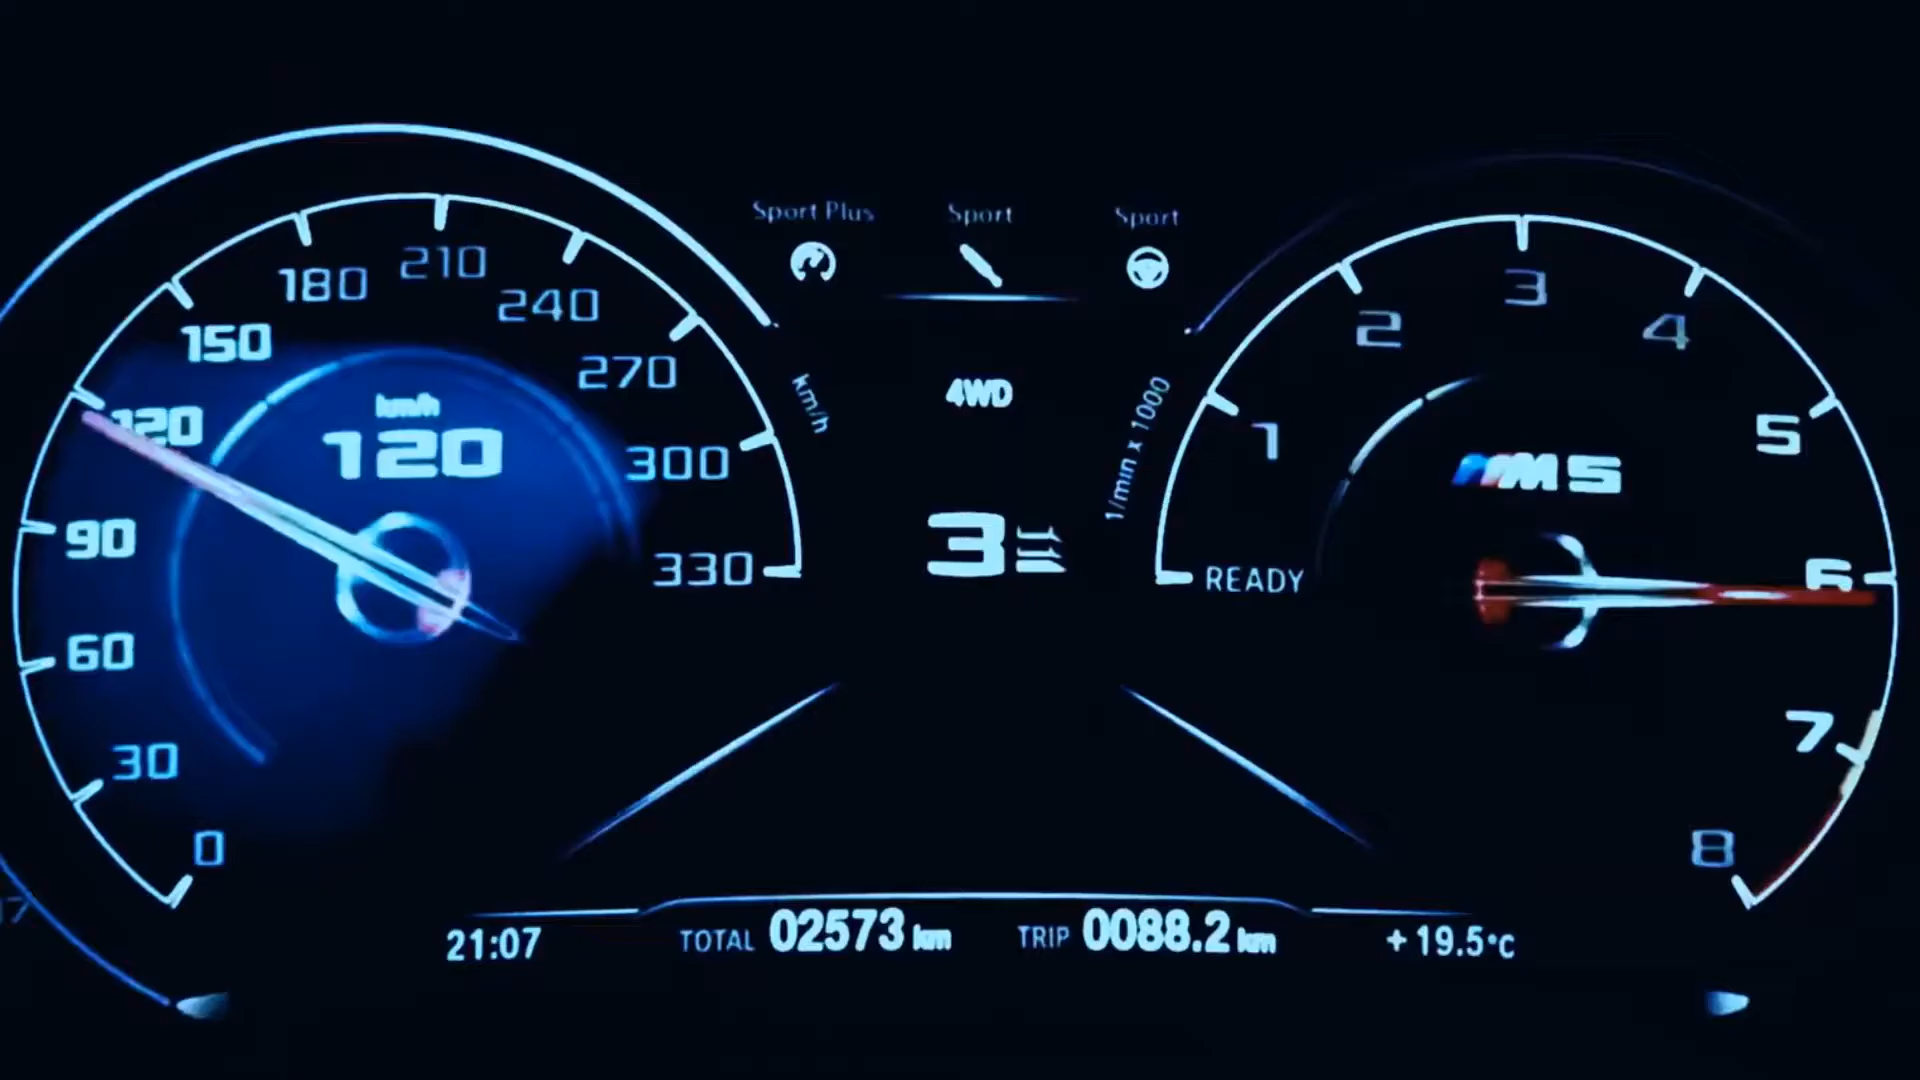 Sport Plus
Sport
Sport
180
210
240
150
270
120
300
90
330
60
30
0
km/h
km/h
120
4WD
3
1/min x 1000
READY
1
2
3
4
5
6
7
8
M5
21:07
TOTAL 02573 km
TRIP 0088.2 km
+19.5°C